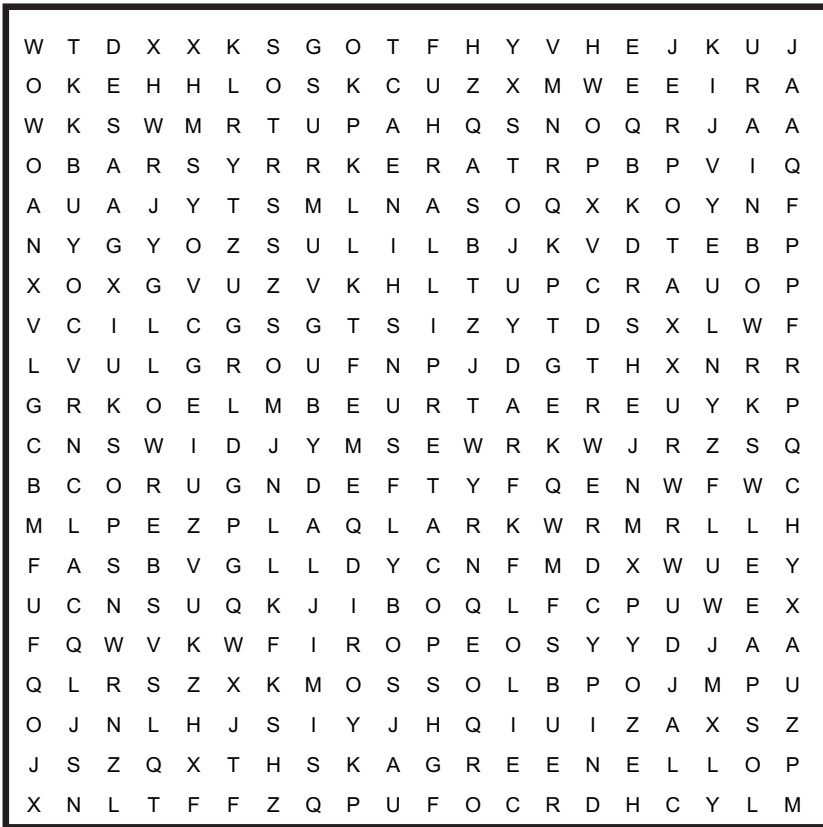 W T D X X K S G O T F H Y V H E J K U J
O K E H H L O S K C U Z X M W E E I R A
W K S W M R T U P A H Q S N O Q R J A A
O B A R S Y R R K E R A T R P B P V I Q
A U A J Y T S M L N A S O Q X K O Y N F
N Y G Y O Z S U L I L B J K V D T E B P
X O X G V U Z V K H L T U P C R A U O P
V C I L C G S G T S I Z Y T D S X L W F
L V U L G R O U F N P J D G T H X N R R
G R K O E L M B E U R T A E R E U Y K P
C N S W I D J Y M S E W R K W J R Z S Q
B C O R U G N D E F T Y F Q E N W F W C
M L P E Z P L A Q L A R K W R M R L L H
F A S B V G L L D Y C N F M D X W U E Y
U C N S U Q K J I B O Q L F C P U W E X
F Q W V K W F I R O P E O S Y Y D J A A
Q L R S Z X K M O S S O L B P O J M P U
O J N L H J S I Y J H Q I U I Z A X S Z
J S Z Q X T H S K A G R E E N E L L O P
X N L T F F Z Q P U F O C R D H C Y L M